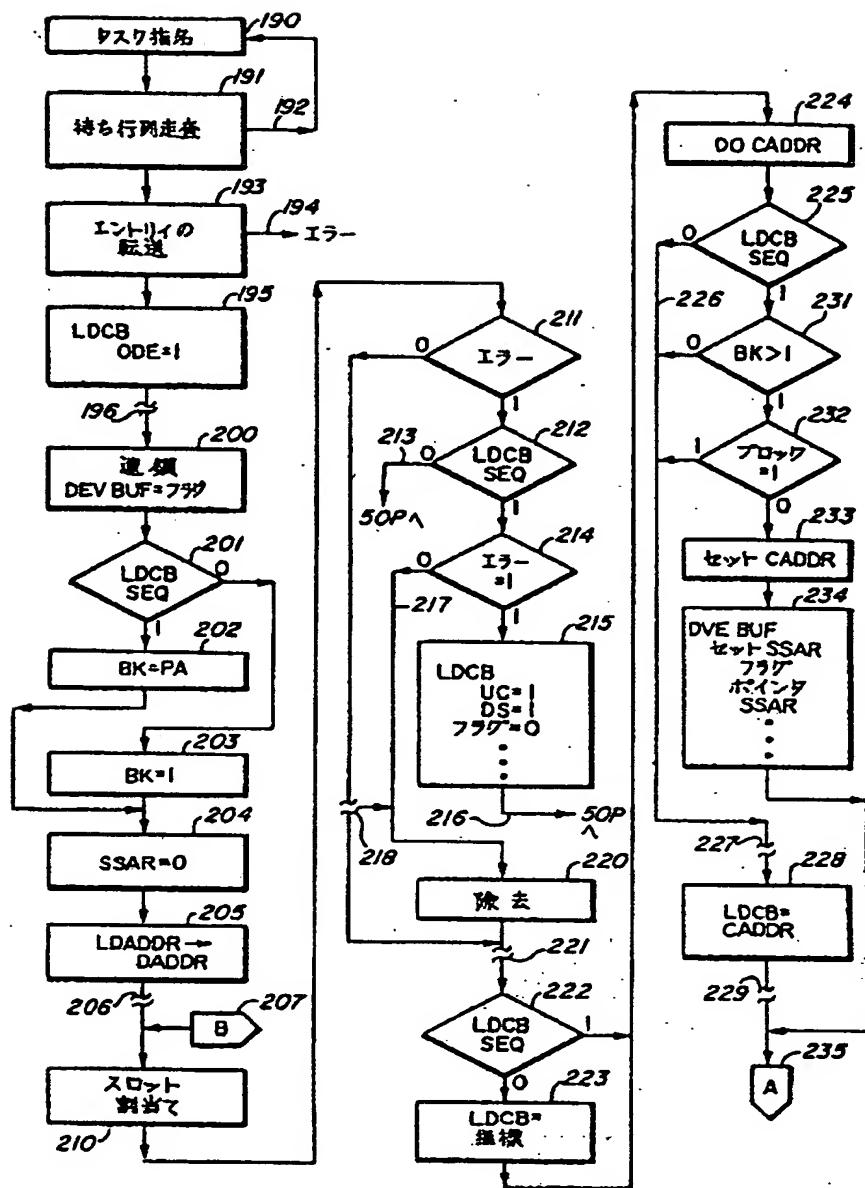 190
タスク指名
191
192
待ち行列走査
193
194
エントリィの
転送
エラー
195
LDCB
ODE=1
196
200
連鎖
DEV BUF=フラグ
201
LDCB
SEQ
0
1
202
BK=PA
203
BK=1
204
SSAR=0
205
LDADDR→
DADDR
206
207
B
スロット
割当て
210
211
0
エラー
1
212
213
0
LDCB
SEQ
50Pへ
1
214
0
エラー
=1
217
1
215
LDCB
UC=1
DS=1
フラグ=0
216
50P
へ
218
220
除去
221
222
LDCB
SEQ
1
0
223
LDCB=
224
DO CADDR
225
0
LDCB
SEQ
226
1
231
0
BK>1
1
232
1
ブロック
=1
0
233
セット CADDR
234
DVE BUF
セット SSAR
フラグ
ポインタ
SSAR
227
228
LDCB=
CADDR
229
235
A